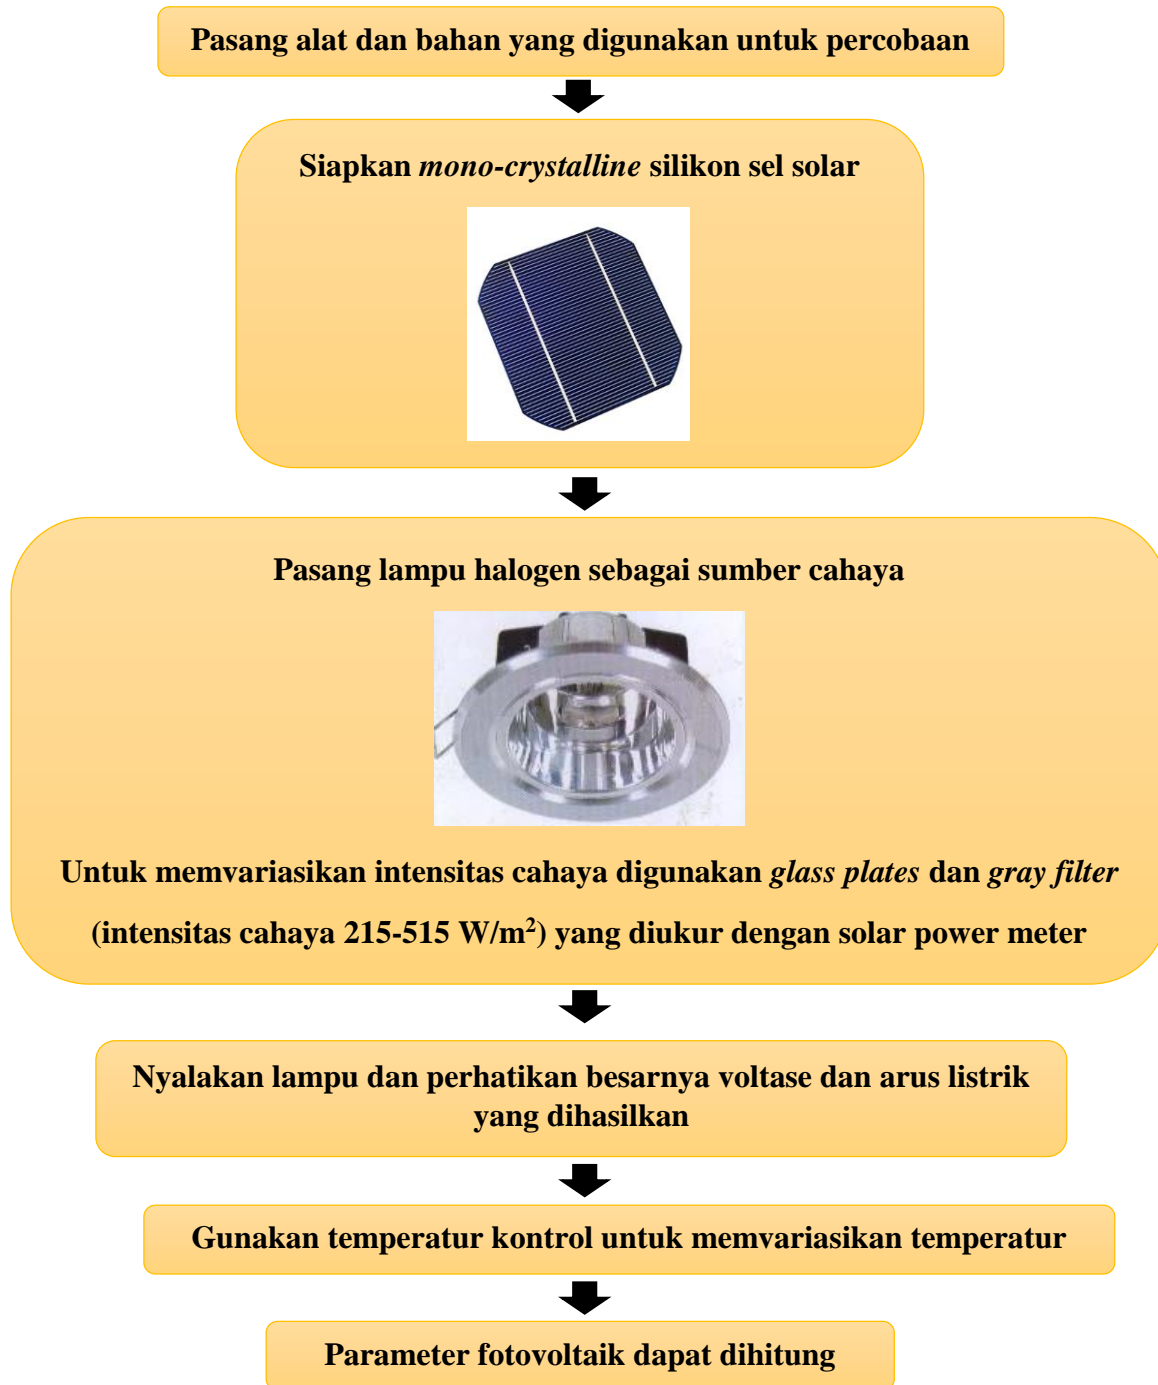 Pasang alat dan bahan yang digunakan untuk percobaan
Siapkan mono-crystalline silikon sel solar
Pasang lampu halogen sebagai sumber cahaya
Untuk memvariasikan intensitas cahaya digunakan glass plates dan gray filter
(intensitas cahaya 215-515 W/m²) yang diukur dengan solar power meter
Nyalakan lampu dan perhatikan besarnya voltase dan arus listrik
yang dihasilkan
Gunakan temperatur kontrol untuk memvariasikan temperatur
Parameter fotovoltaik dapat dihitung